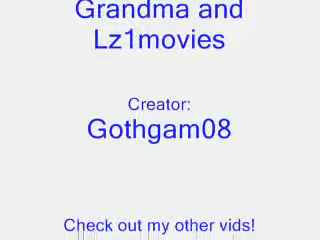 Grandma and
Lz1movies
Creator:
Gothgam08
Check out my other vids!